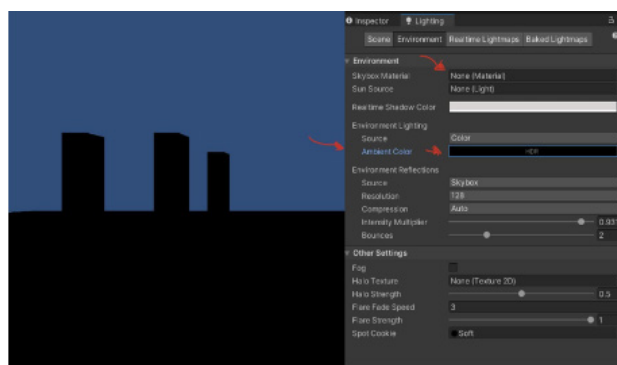 Inspector Lighting
Scene Environment Realtime Lightmaps Baked Lightmaps
Environment
Skybox Material None (Material)
Sun Source None (Light)
Realtime Shadow Color
Environment Lighting
Source Color
Ambient Color HDR
Environment Reflections
Source Skybox
Resolution 128
Compression Auto
Intensity Multiplier 0.931
Bounces 2
Other Settings
Fog
Halo Texture None (Texture 2D)
Halo Strength 0.5
Flare Fade Speed 3
Flare Strength 1
Spot Cookie Soft